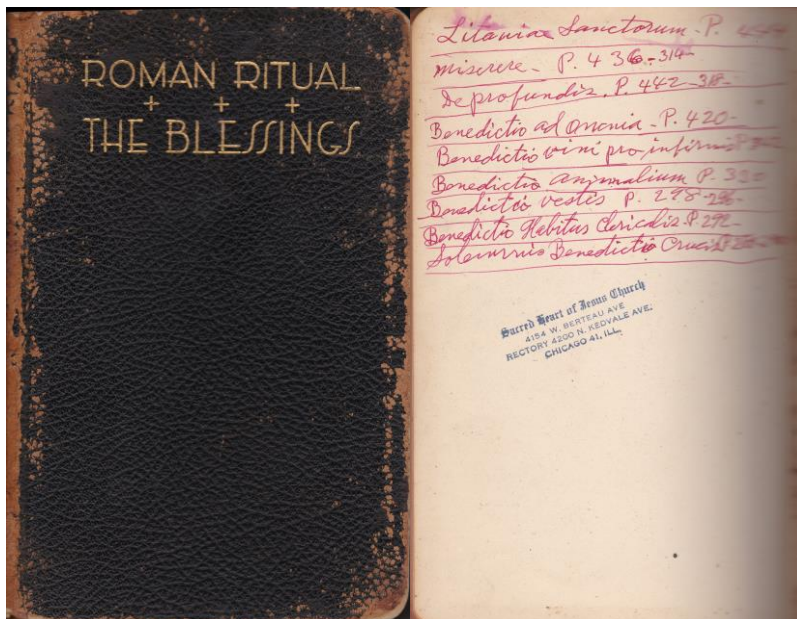 ROMAN RITUAL
+ + +
THE BLESSINGS
Litaniae Sanctorum - P.
Miserere - P. 436-314-
De profundis. P. 442-318-
Benedictio ad omnia - P. 420-
Benedictio vini pro infirmis P.
Benedictio animalium P. 330
Benedictio vestis P. 298-296-
Benedictio Habitus Clericalis P. 292-
Solemnis Benedictio Crucis P.
Sacred Heart of Jesus Church
4154 W. BERTEAU AVE
RECTORY 4200 N. KEDVALE AVE.
CHICAGO 41, ILL.